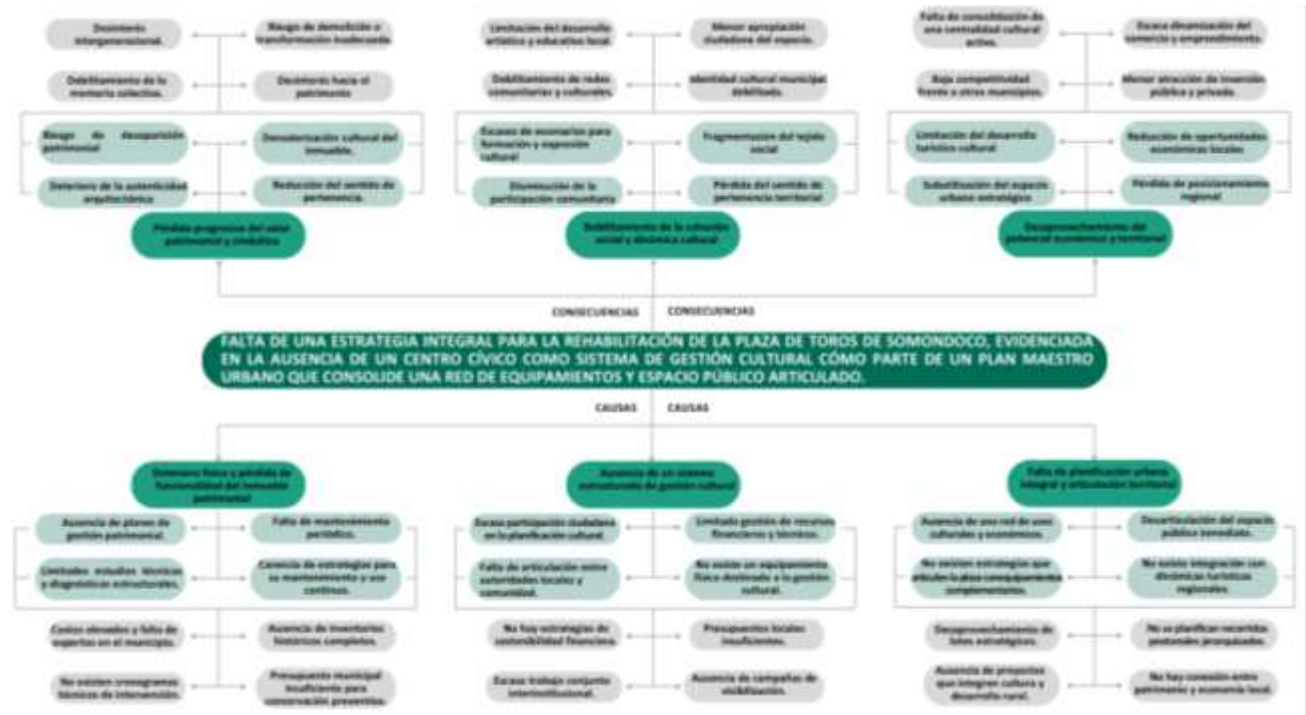 Desinterés
intergeneracional.
Riesgo de demolición o
transformación inadecuada.
Debilitamiento de la
memoria colectiva.
Desinterés hacia el
patrimonio
Riesgo de desaparición
patrimonial
Desvalorización cultural del
inmueble.
Deterioro de la autenticidad
arquitectónica
Reducción del sentido de
pertenencia.
Pérdida progresiva del valor
patrimonial y simbólico
Limitación del desarrollo
artístico y educativo local.
Menor apropiación
ciudadana del espacio.
Debilitamiento de redes
comunitarias y culturales.
Identidad cultural municipal
debilitada.
Escasez de escenarios para
formación y expresión
cultural
Fragmentación del tejido
social
Disminución de la
participación comunitaria
Pérdida del sentido de
pertenencia territorial
Debilitamiento de la cohesión
social y dinámica cultural
Falta de consolidación de
una centralidad cultural
activa.
Escasa dinamización del
comercio y emprendimiento.
Baja competitividad
frente a otros municipios.
Menor atracción de inversión
pública y privada.
Limitación del desarrollo
turístico cultural
Reducción de oportunidades
económicas locales
Subutilización del espacio
urbano estratégico
Pérdida de posicionamiento
regional
Desaprovechamiento del
potencial económico y territorial
CONSECUENCIAS
CONSECUENCIAS
FALTA DE UNA ESTRATEGIA INTEGRAL PARA LA REHABILITACIÓN DE LA PLAZA DE TOROS DE SOMONDOCO, EVIDENCIADA
EN LA AUSENCIA DE UN CENTRO CÍVICO COMO SISTEMA DE GESTIÓN CULTURAL CÓMO PARTE DE UN PLAN MAESTRO
URBANO QUE CONSOLIDE UNA RED DE EQUIPAMIENTOS Y ESPACIO PÚBLICO ARTICULADO.
CAUSAS
CAUSAS
Deterioro físico y pérdida de
funcionalidad del inmueble
patrimonial
Ausencia de planes de
gestión patrimonial.
Falta de mantenimiento
periódico.
Limitados estudios técnicos
y diagnósticos estructurales.
Carencia de estrategias para
su mantenimiento y uso
continuo.
Costos elevados y falta de
expertos en el municipio.
Ausencia de inventarios
históricos completos.
No existen cronogramas
técnicos de intervención.
Presupuesto municipal
insuficiente para
conservación preventiva.
Ausencia de un sistema
estructurado de gestión cultural
Escasa participación ciudadana
en la planificación cultural.
Limitada gestión de recursos
financieros y técnicos.
Falta de articulación entre
autoridades locales y
comunidad.
No existe un equipamiento
físico destinado a la gestión
cultural.
No hay estrategias de
sostenibilidad financiera.
Presupuestos locales
insuficientes.
Escaso trabajo conjunto
interinstitucional.
Ausencia de campañas de
visibilización.
Falta de planificación urbana
integral y articulación territorial
Ausencia de una red de usos
culturales y económicos.
Desarticulación del espacio
público inmediato.
No existen estrategias que
articulen la plaza con equipamientos
complementarios.
No existe integración con
dinámicas turísticas
regionales.
Desaprovechamiento de
lotes estratégicos.
No se planifican recorridos
peatonales jerarquizados.
Ausencia de proyectos
que integren cultura y
desarrollo rural.
No hay conexión entre
patrimonio y economía local.